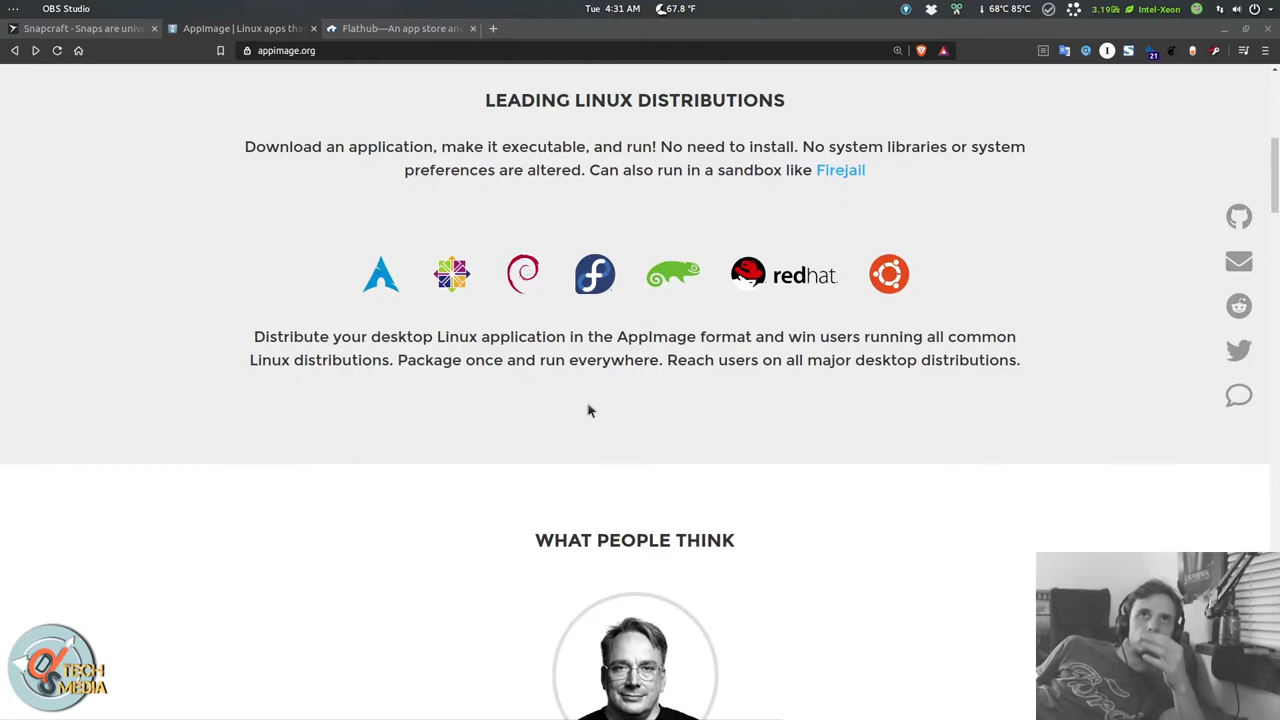 OBS Studio
Tue 4:31 AM
67.8 °F
68°C 85°C
Intel-Xeon
Snapcraft - Snaps are unive
AppImage | Linux apps tha
Flathub—An app store and
appimage.org
21
LEADING LINUX DISTRIBUTIONS
Download an application, make it executable, and run! No need to install. No system libraries or system
preferences are altered. Can also run in a sandbox like Firejail
redhat.
Distribute your desktop Linux application in the AppImage format and win users running all common
Linux distributions. Package once and run everywhere. Reach users on all major desktop distributions.
WHAT PEOPLE THINK
TECH
MEDIA